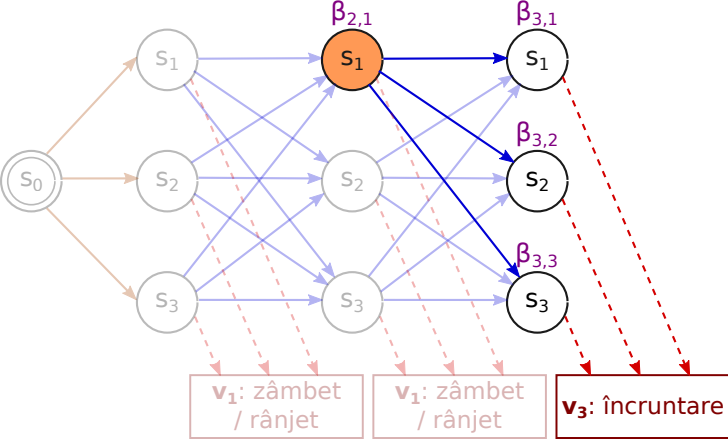 β2,1 β3,1
s1 s1 s1
β3,2
s0 s2 s2 s2
β3,3
s3 s3 s3
v1: zâmbet
/ rânjet
v1: zâmbet
/ rânjet
v3: încruntare